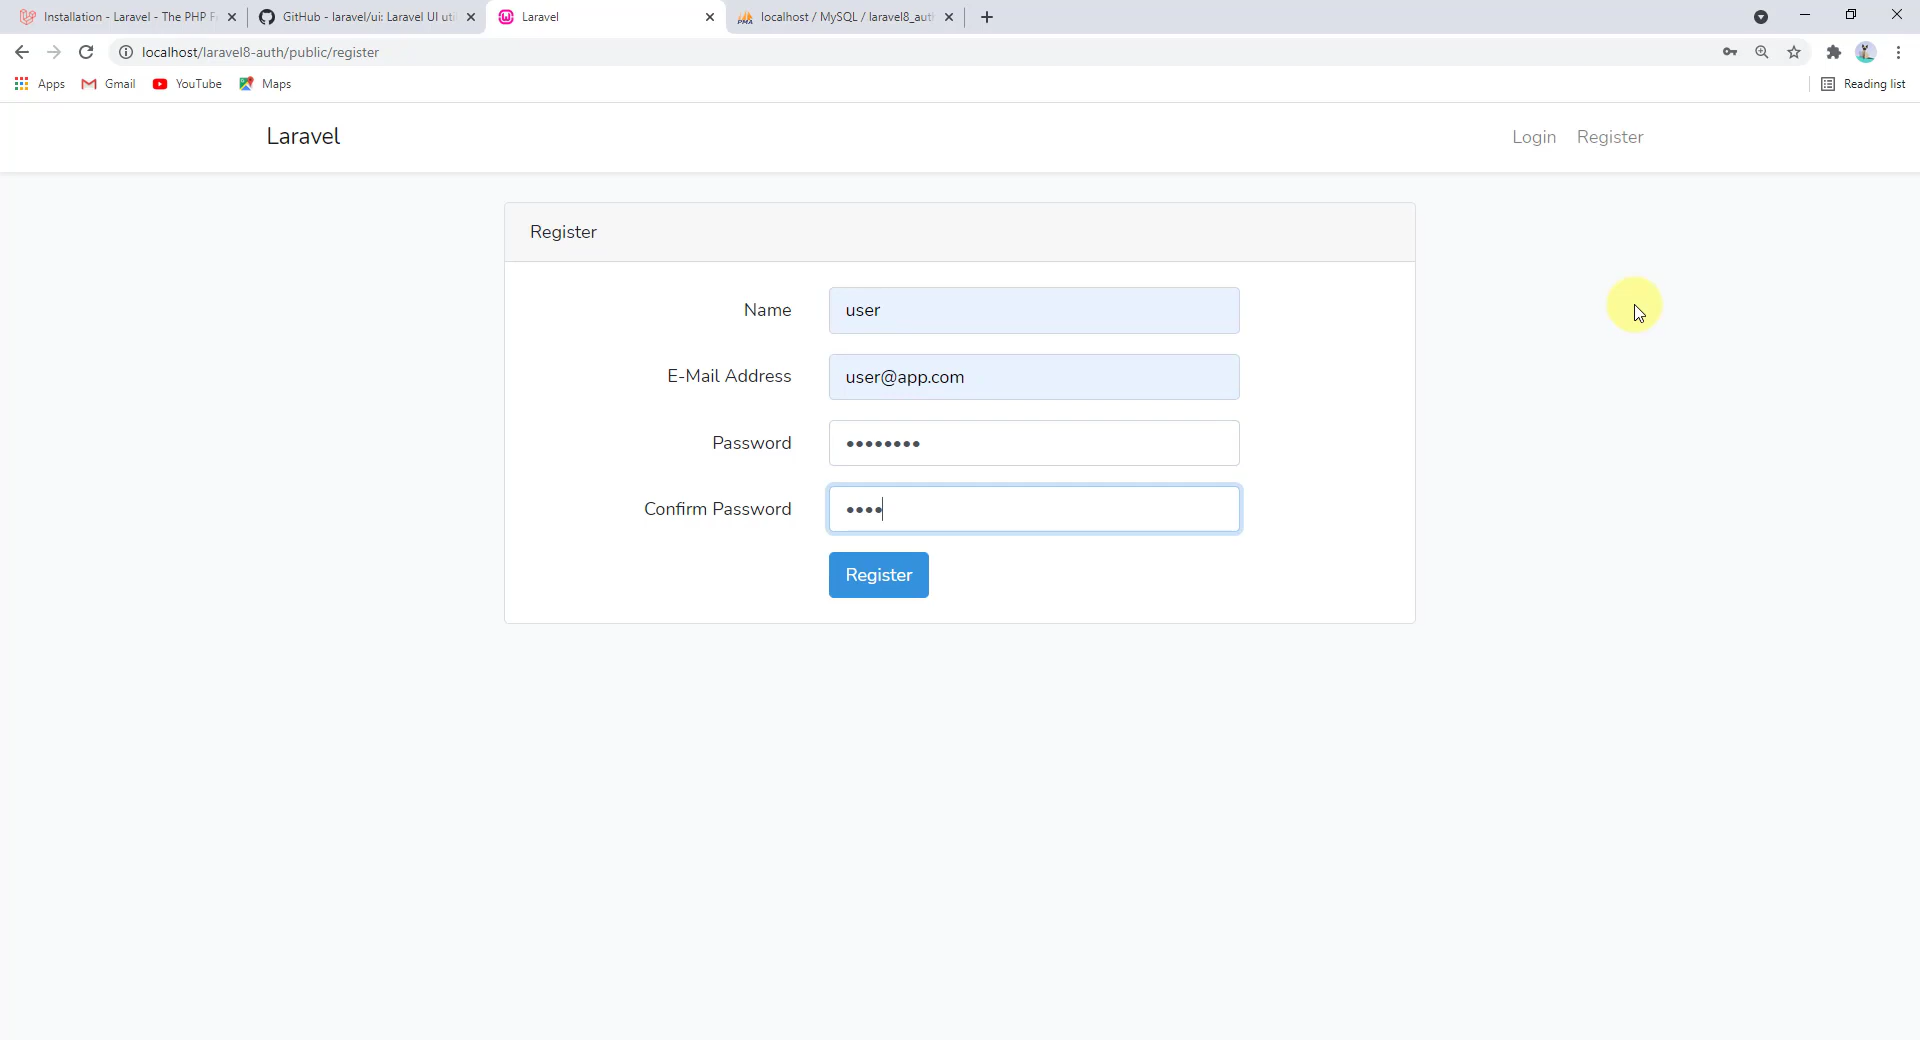 Installation - Laravel - The PHP F
GitHub - laravel/ui: Laravel UI uti
Laravel
localhost / MySQL / laravel8_aut
localhost/laravel8-auth/public/register
Apps
Gmail
YouTube
Maps
Reading list
Laravel
Login
Register
Register
Name
user
E-Mail Address
user@app.com
Password
••••••••
Confirm Password
••••
Register